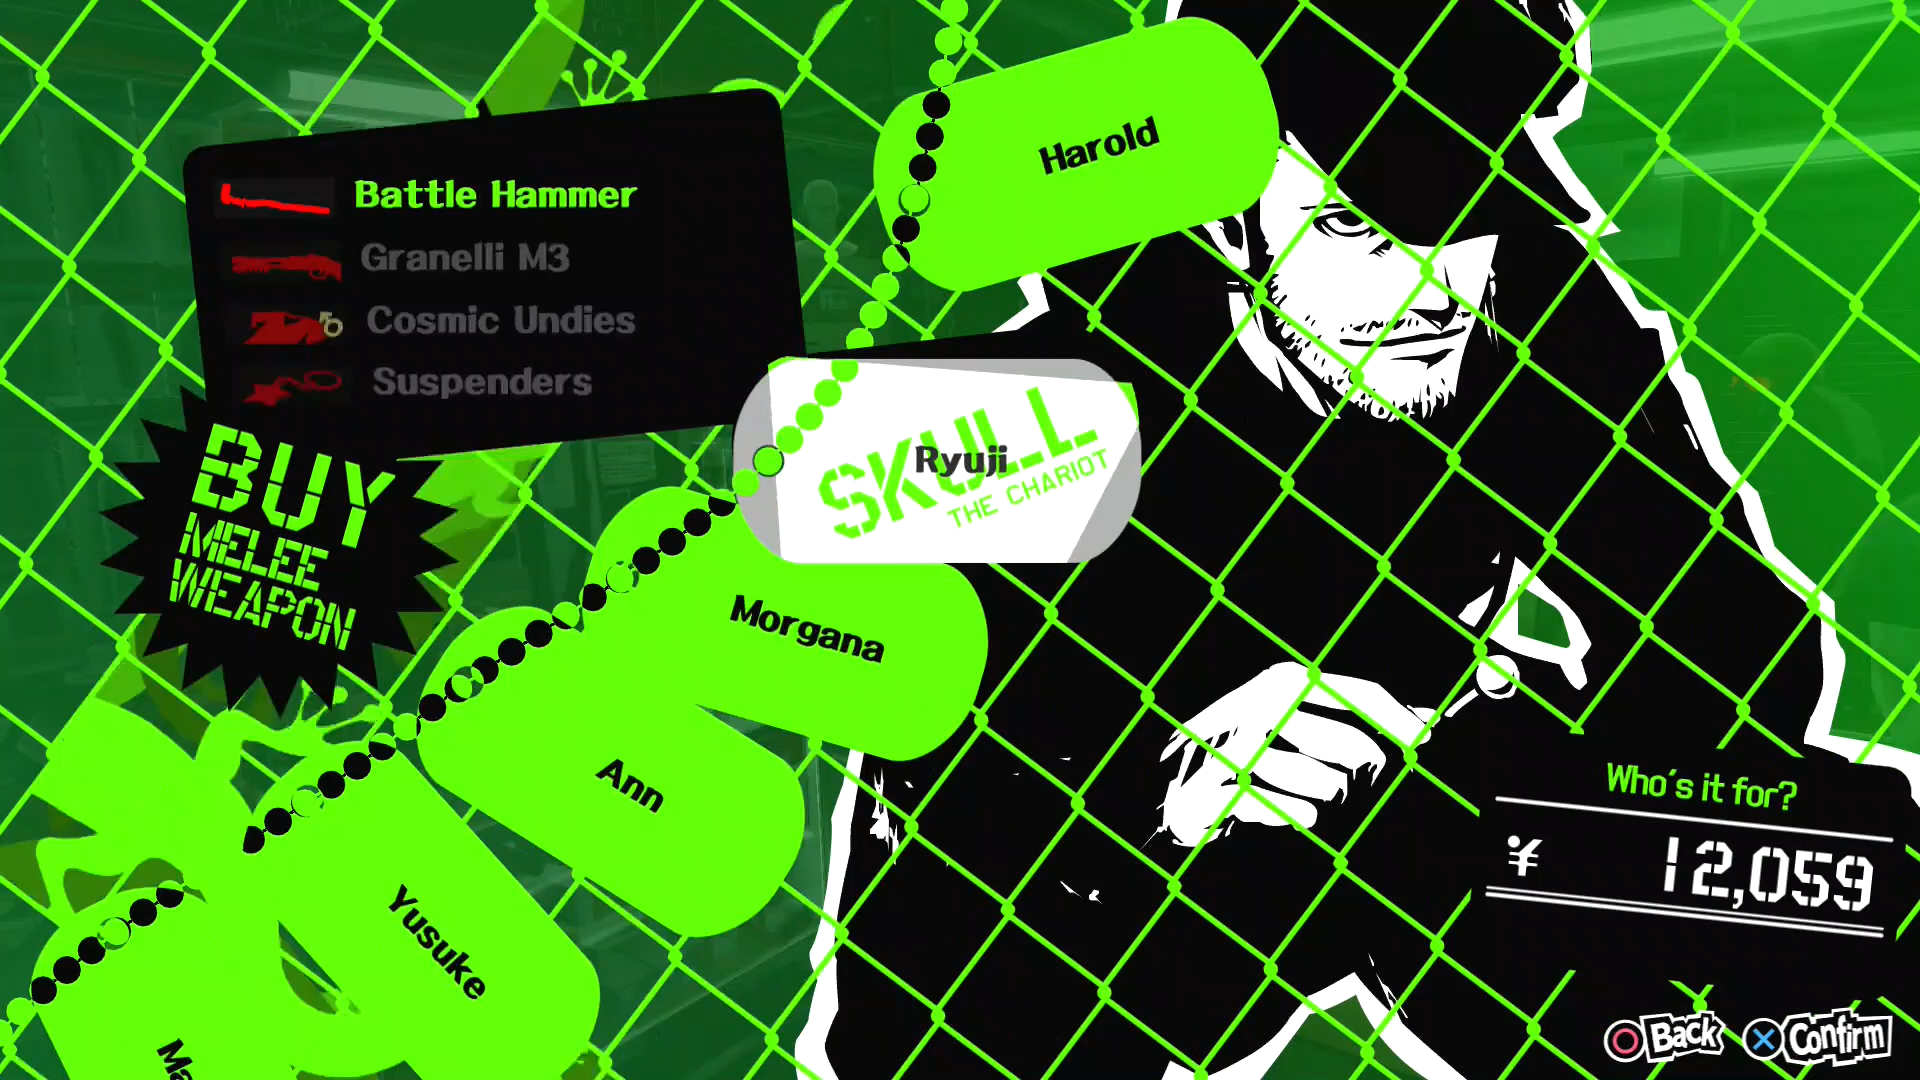 Harold
Battle Hammer
Granelli M3
Cosmic Undies
Suspenders
SKULL
Ryuji
THE CHARIOT
BUY
MELEE
WEAPON
Morgana
Ann
Yusuke
Who's it for?
¥ 12,059
Back Confirm